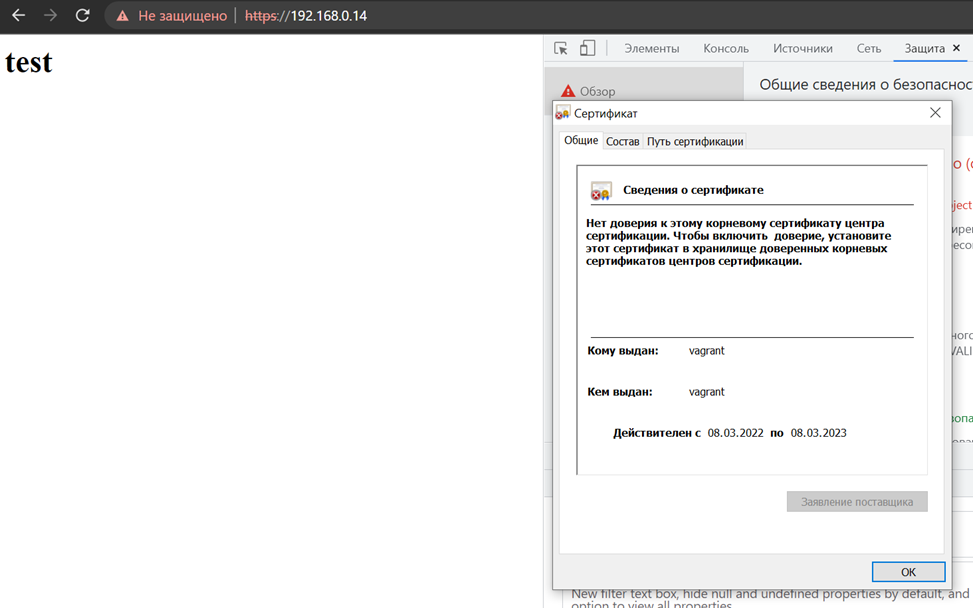 Не защищено
https://192.168.0.14
test
Элементы Консоль Источники Сеть Защита
Обзор
Общие сведения о безопаснос
Сертификат
Общие Состав Путь сертификации
Сведения о сертификате
Нет доверия к этому корневому сертификату центра
сертификации. Чтобы включить доверие, установите
этот сертификат в хранилище доверенных корневых
сертификатов центров сертификации.
Кому выдан: vagrant
Кем выдан: vagrant
Действителен с 08.03.2022 по 08.03.2023
Заявление поставщика
ОК
New filter text box, hide null and undefined properties by default, and
option to view all properties